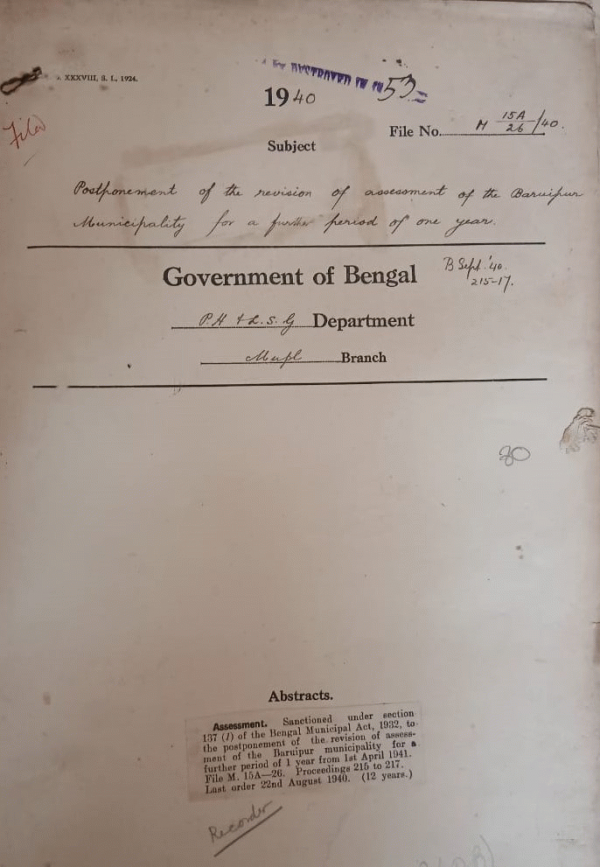 XXXVIII, B. L., 1924.
DESTROYED IN 53
1940
File
File No. M 15A/26/40.
Subject
Postponement of the revision of assessment of the Baruipur
Municipality for a further period of one year.
Government of Bengal
B Sept '40
215-17.
P H & L. S. G Department
Mupl Branch
80
Abstracts.
Assessment. Sanctioned under section
137 (1) of the Bengal Municipal Act, 1932, to
the postponement of the revision of assess-
ment of the Baruipur municipality for a
further period of 1 year from 1st April 1941.
File M. 15A—26. Proceedings 215 to 217.
Last order 22nd August 1940. (12 years.)
Recorder